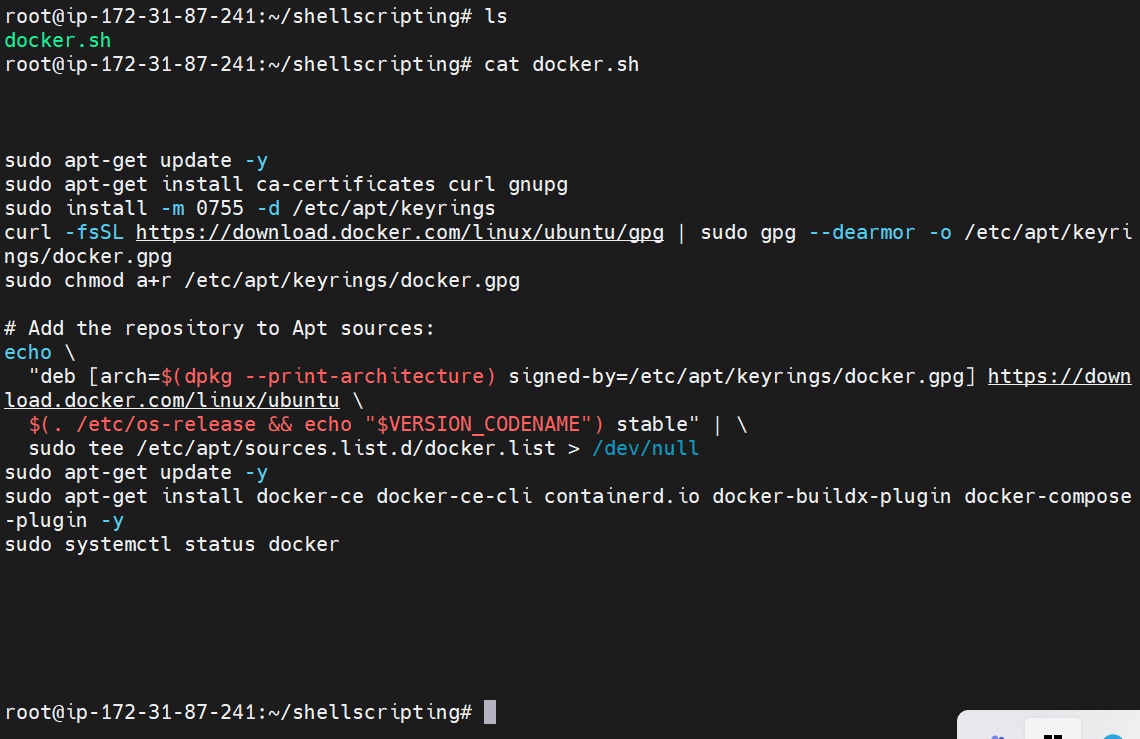 root@ip-172-31-87-241:~/shellscripting# ls
docker.sh
root@ip-172-31-87-241:~/shellscripting# cat docker.sh
sudo apt-get update -y
sudo apt-get install ca-certificates curl gnupg
sudo install -m 0755 -d /etc/apt/keyrings
curl -fsSL https://download.docker.com/linux/ubuntu/gpg | sudo gpg --dearmor -o /etc/apt/keyri
ngs/docker.gpg
sudo chmod a+r /etc/apt/keyrings/docker.gpg
# Add the repository to Apt sources:
echo \
  "deb [arch=$(dpkg --print-architecture) signed-by=/etc/apt/keyrings/docker.gpg] https://down
load.docker.com/linux/ubuntu \
  $(. /etc/os-release && echo "$VERSION_CODENAME") stable" | \
  sudo tee /etc/apt/sources.list.d/docker.list > /dev/null
sudo apt-get update -y
sudo apt-get install docker-ce docker-ce-cli containerd.io docker-buildx-plugin docker-compose
-plugin -y
sudo systemctl status docker
root@ip-172-31-87-241:~/shellscripting#